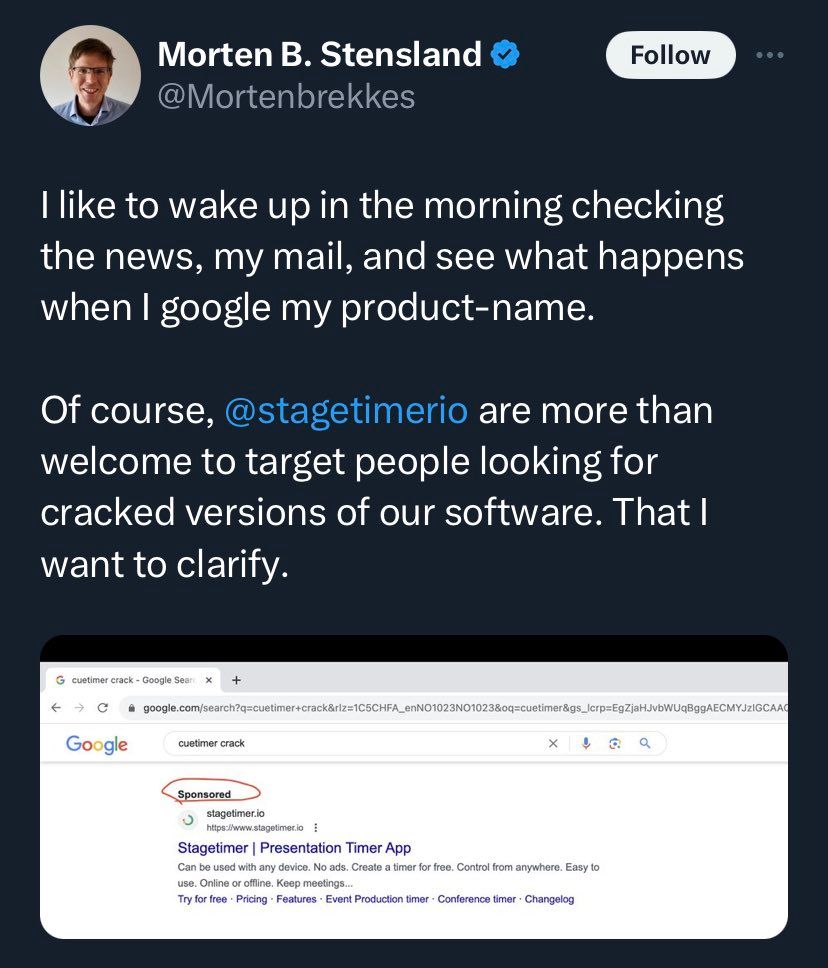 Morten B. Stensland
@Mortenbrekkes
Follow
I like to wake up in the morning checking
the news, my mail, and see what happens
when I google my product-name.
Of course, @stagetimerio are more than
welcome to target people looking for
cracked versions of our software. That I
want to clarify.
cuetimer crack - Google Sear
google.com/search?q=cuetimer+crack&rlz=1C5CHFA_enNO1023NO1023&oq=cuetimer&gs_lcrp=EgZjaHJvbWUqBggAECMYJzIGCAAC
Google
cuetimer crack
Sponsored
stagetimer.io
https://www.stagetimer.io
Stagetimer | Presentation Timer App
Can be used with any device. No ads. Create a timer for free. Control from anywhere. Easy to
use. Online or offline. Keep meetings...
Try for free · Pricing · Features · Event Production timer · Conference timer · Changelog